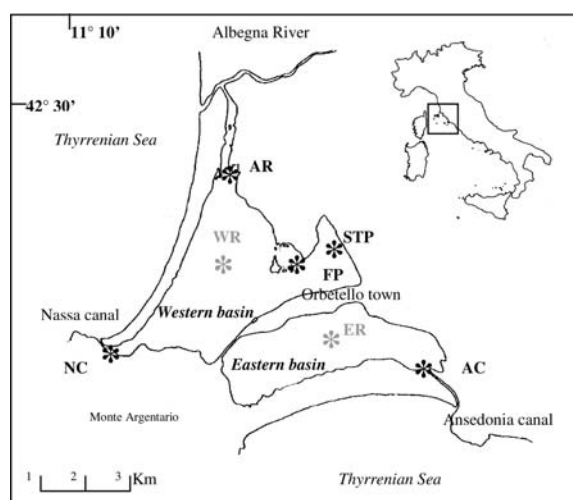 11° 10'
Albegna River
42° 30'
Thyrrenian Sea
AR
WR
STP
FP
Orbetello town
Nassa canal
Western basin
ER
NC
Eastern basin
AC
Monte Argentario
Ansedonia canal
1 2 3 Km
Thyrrenian Sea